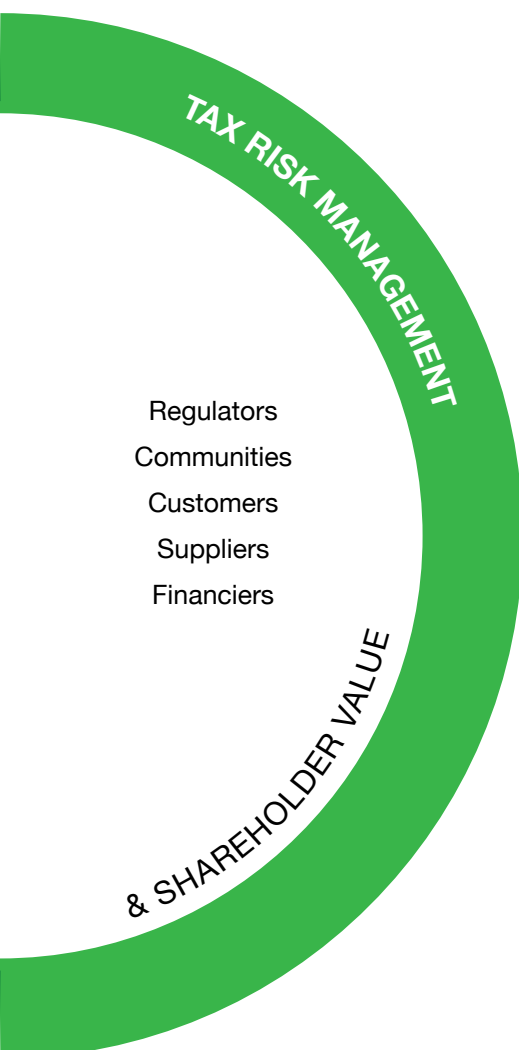 TAX RISK MANAGEMENT
Regulators
Communities
Customers
Suppliers
Financiers
& SHAREHOLDER VALUE